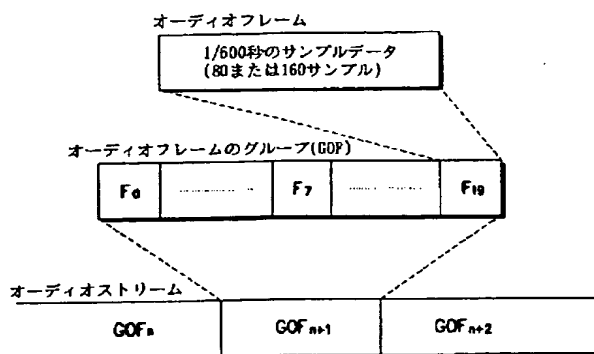 オーディオフレーム
1/600秒のサンプルデータ
(80または160サンプル)
オーディオフレームのグループ(GOF)
F0 ………… F7 ………… F19
オーディオストリーム
GOFn GOFn+1 GOFn+2